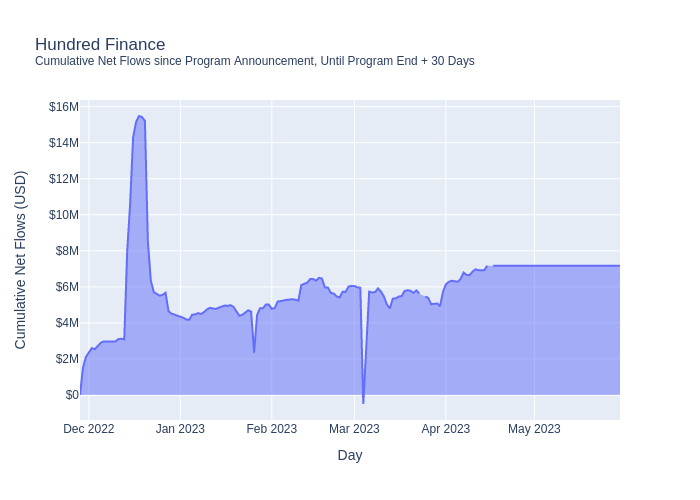 Hundred Finance
Cumulative Net Flows since Program Announcement, Until Program End + 30 Days
Cumulative Net Flows (USD)
$16M
$14M
$12M
$10M
$8M
$6M
$4M
$2M
$0
Dec 2022
Jan 2023
Feb 2023
Mar 2023
Apr 2023
May 2023
Day